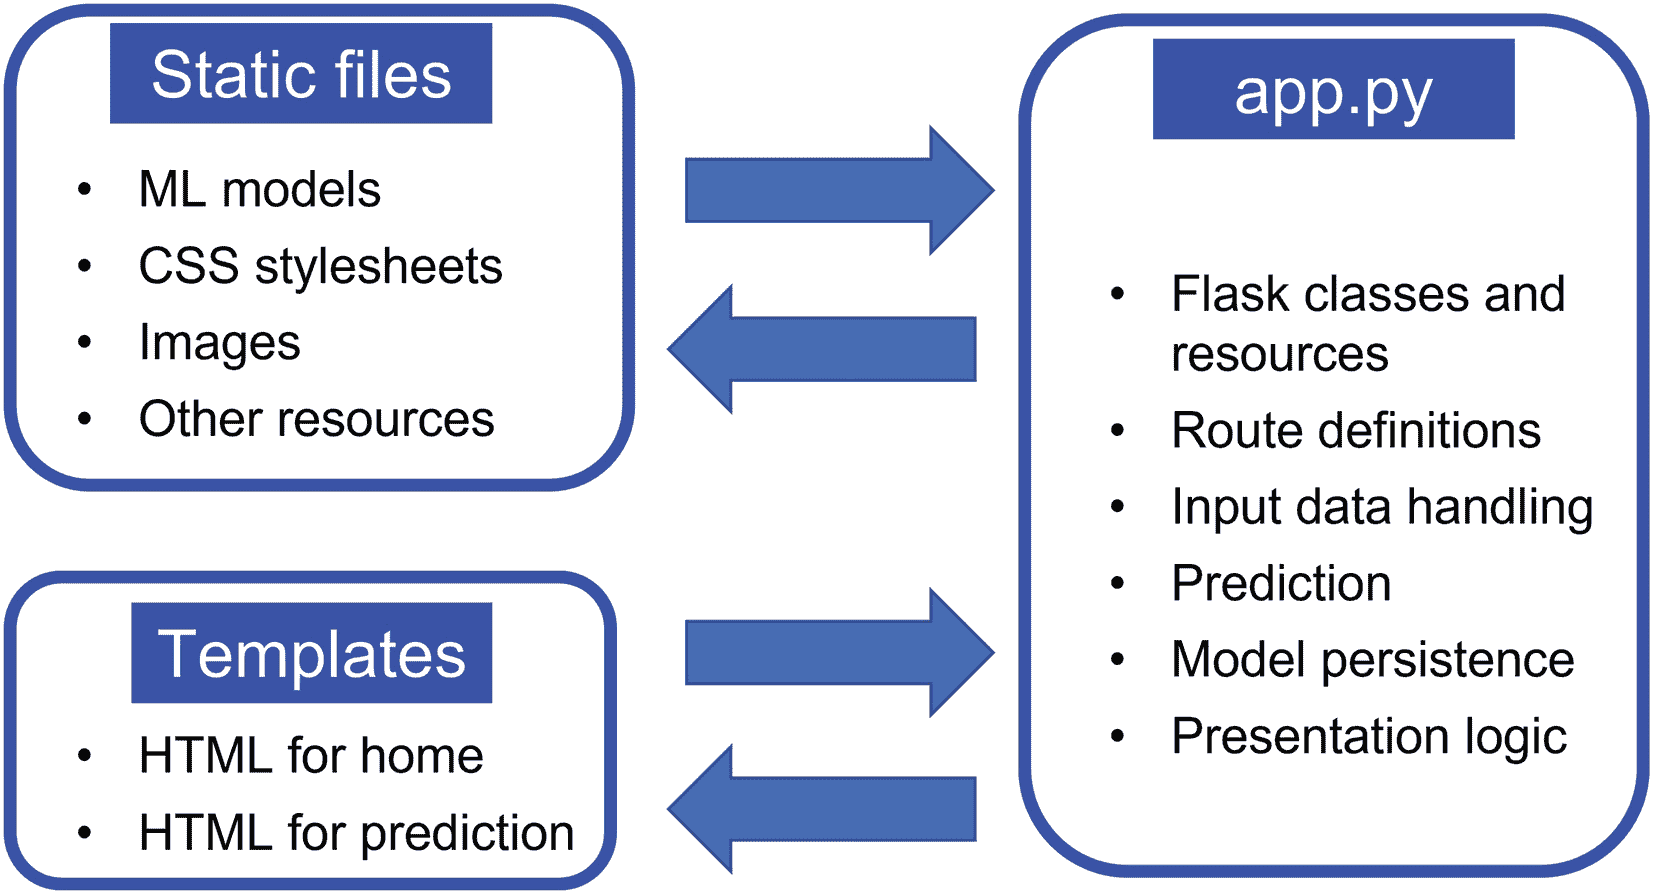 Static files
• ML models
• CSS stylesheets
• Images
• Other resources
Templates
• HTML for home
• HTML for prediction
app.py
• Flask classes and
resources
• Route definitions
• Input data handling
• Prediction
• Model persistence
• Presentation logic